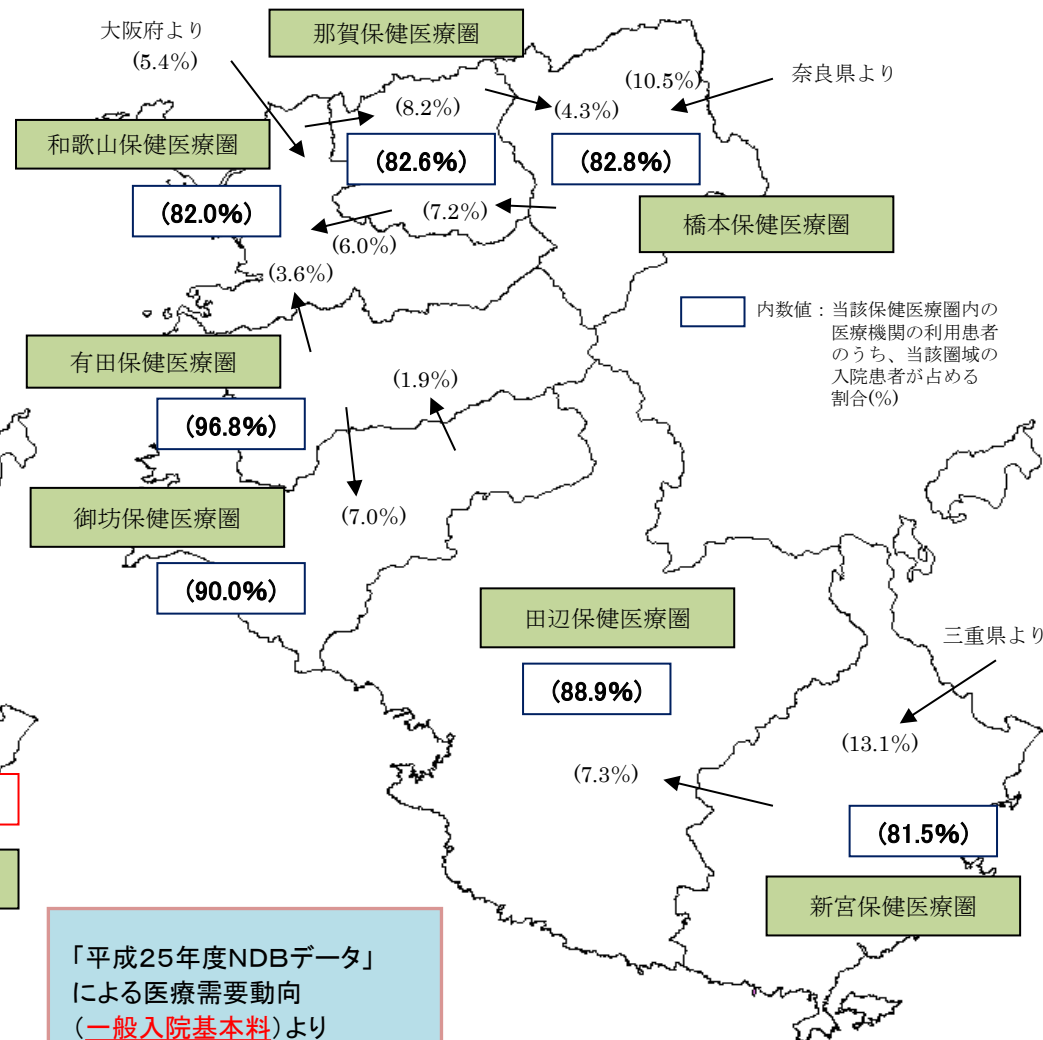 大阪府より
(5.4%)
那賀保健医療圏
(10.5%)
奈良県より
(8.2%)
(4.3%)
和歌山保健医療圏
(82.6%)
(82.8%)
(82.0%)
(7.2%)
橋本保健医療圏
(6.0%)
(3.6%)
内数値：当該保健医療圏内の
医療機関の利用患者
のうち、当該圏域の
入院患者が占める
割合(%)
有田保健医療圏
(1.9%)
(96.8%)
御坊保健医療圏
(7.0%)
(90.0%)
田辺保健医療圏
三重県より
(88.9%)
(13.1%)
(7.3%)
(81.5%)
新宮保健医療圏
「平成25年度NDBデータ」
による医療需要動向
（一般入院基本料）より